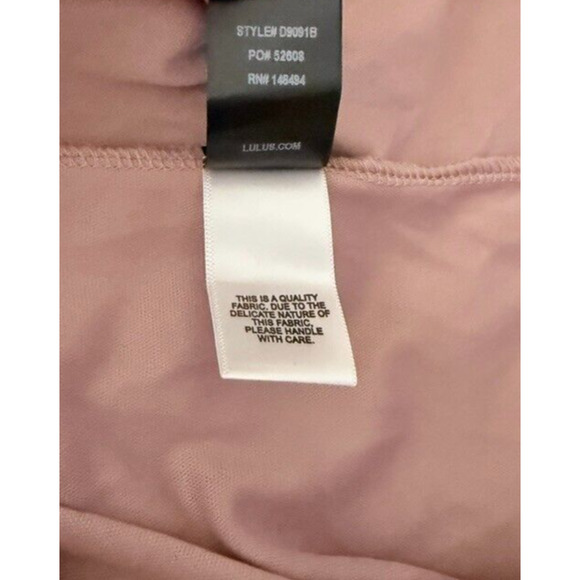 STYLE# D9091B
PO# 52608
RN# 146494
LULUS.COM
THIS IS A QUALITY
FABRIC. DUE TO THE
DELICATE NATURE OF
THIS FABRIC,
PLEASE HANDLE
WITH CARE.